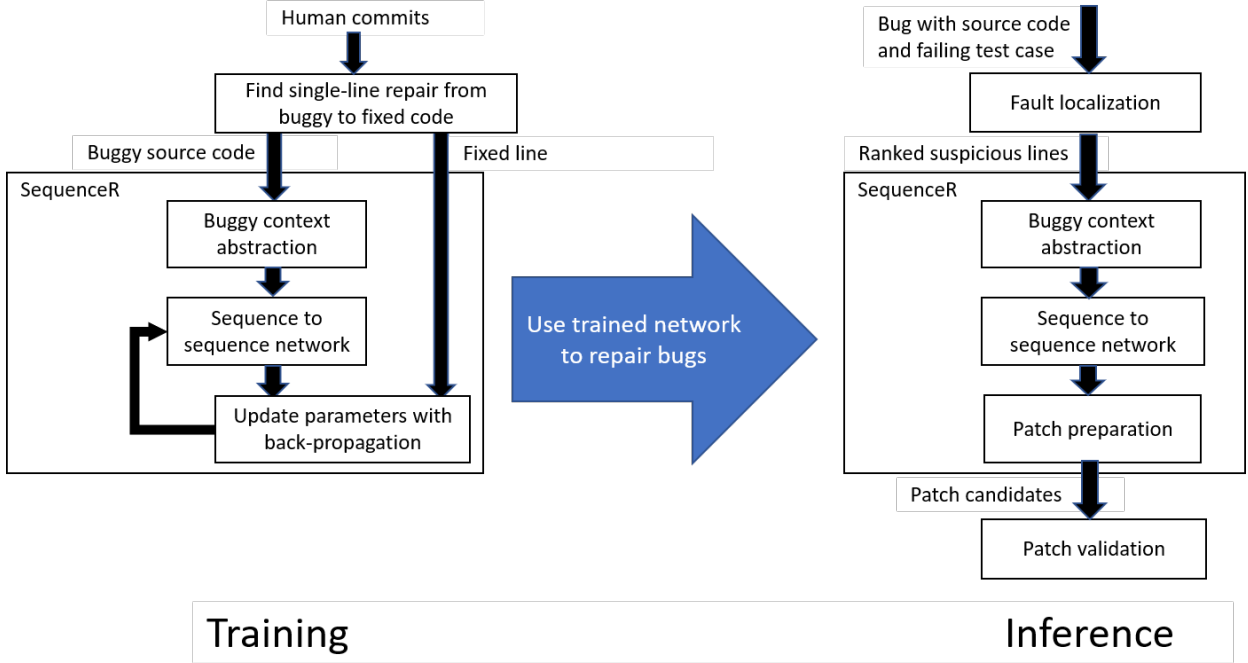 Human commits
Find single-line repair from
buggy to fixed code
Buggy source code
Fixed line
SequenceR
Buggy context
abstraction
Sequence to
sequence network
Update parameters with
back-propagation
Use trained network
to repair bugs
Bug with source code
and failing test case
Fault localization
Ranked suspicious lines
SequenceR
Buggy context
abstraction
Sequence to
sequence network
Patch preparation
Patch candidates
Patch validation
Training
Inference